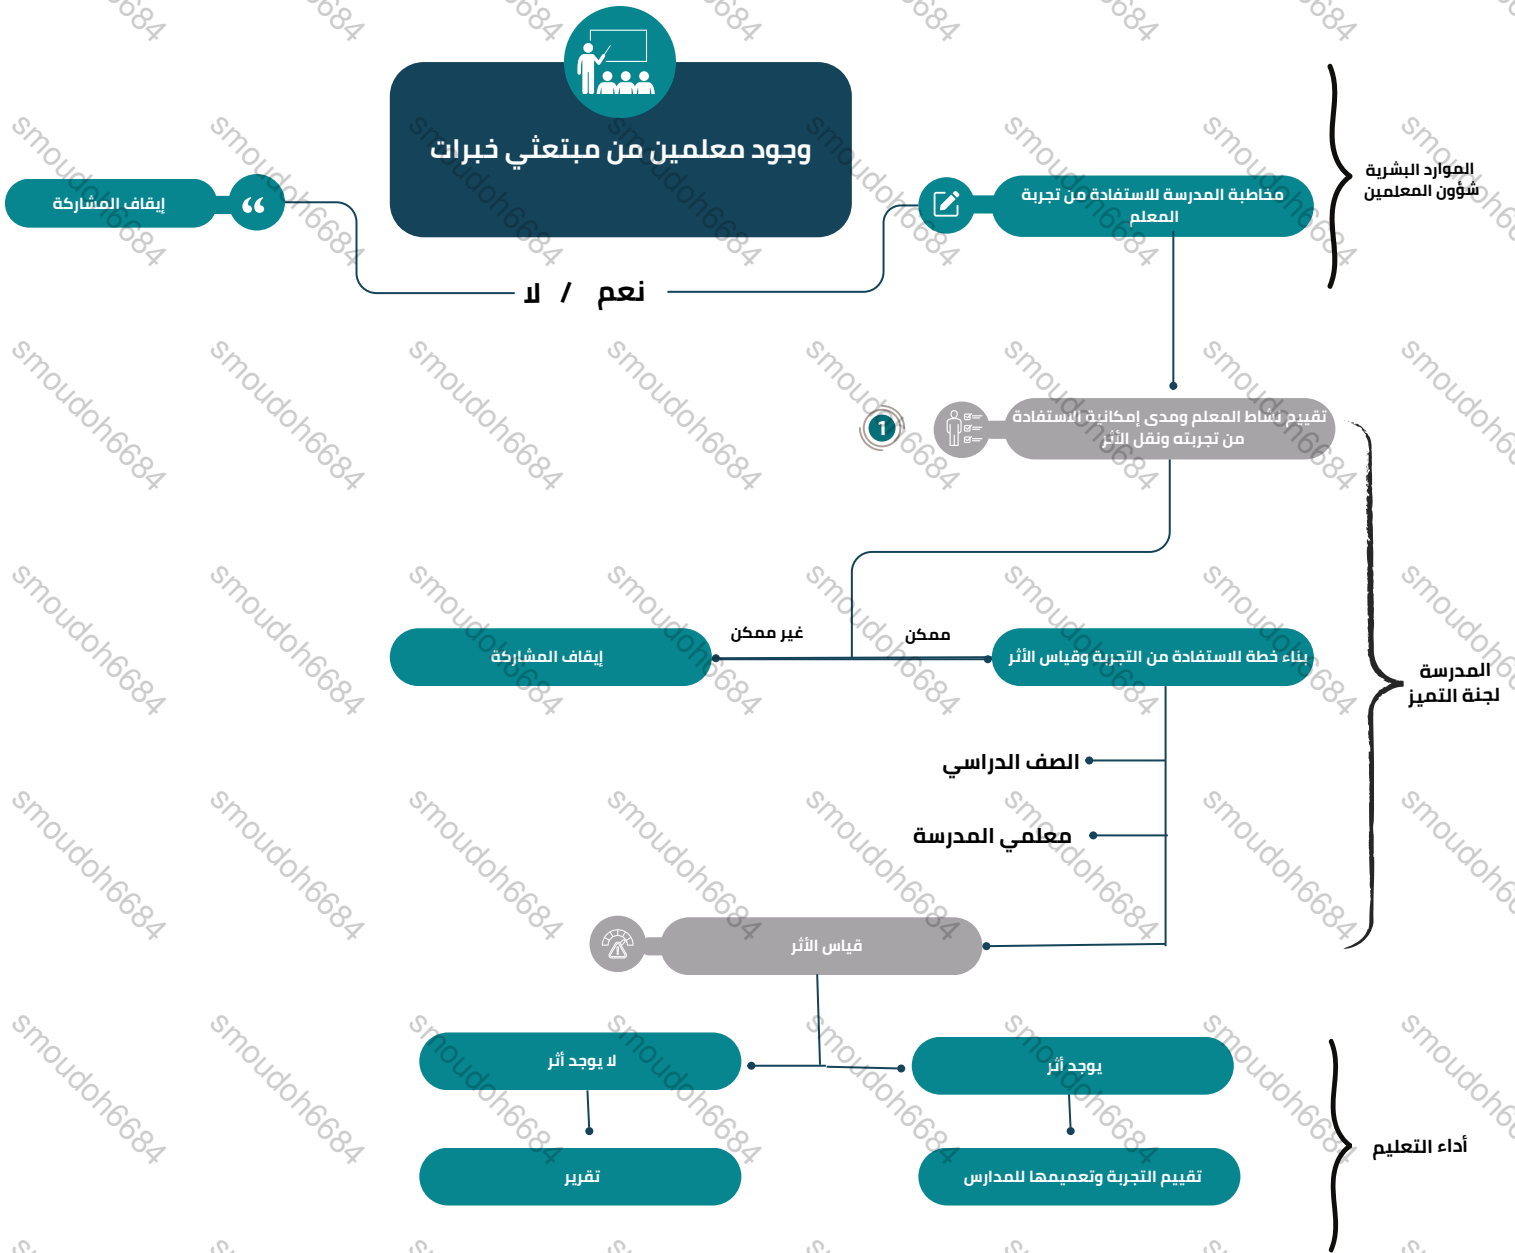 وجود معلمين من مبتعثي خبرات
الموارد البشرية
شؤون المعلمين
مخاطبة المدرسة للاستفادة من تجربة
المعلم
إيقاف المشاركة
نعم / لا
تقييم نشاط المعلم ومدى إمكانية الاستفادة
من تجربته ونقل الأثر
1
ممكن
غير ممكن
بناء خطة للاستفادة من التجربة وقياس الأثر
إيقاف المشاركة
المدرسة
لجنة التميز
الصف الدراسي
معلمي المدرسة
قياس الأثر
يوجد أثر
لا يوجد أثر
أداء التعليم
تقييم التجربة وتعميمها للمدارس
تقرير
smoudoh6684